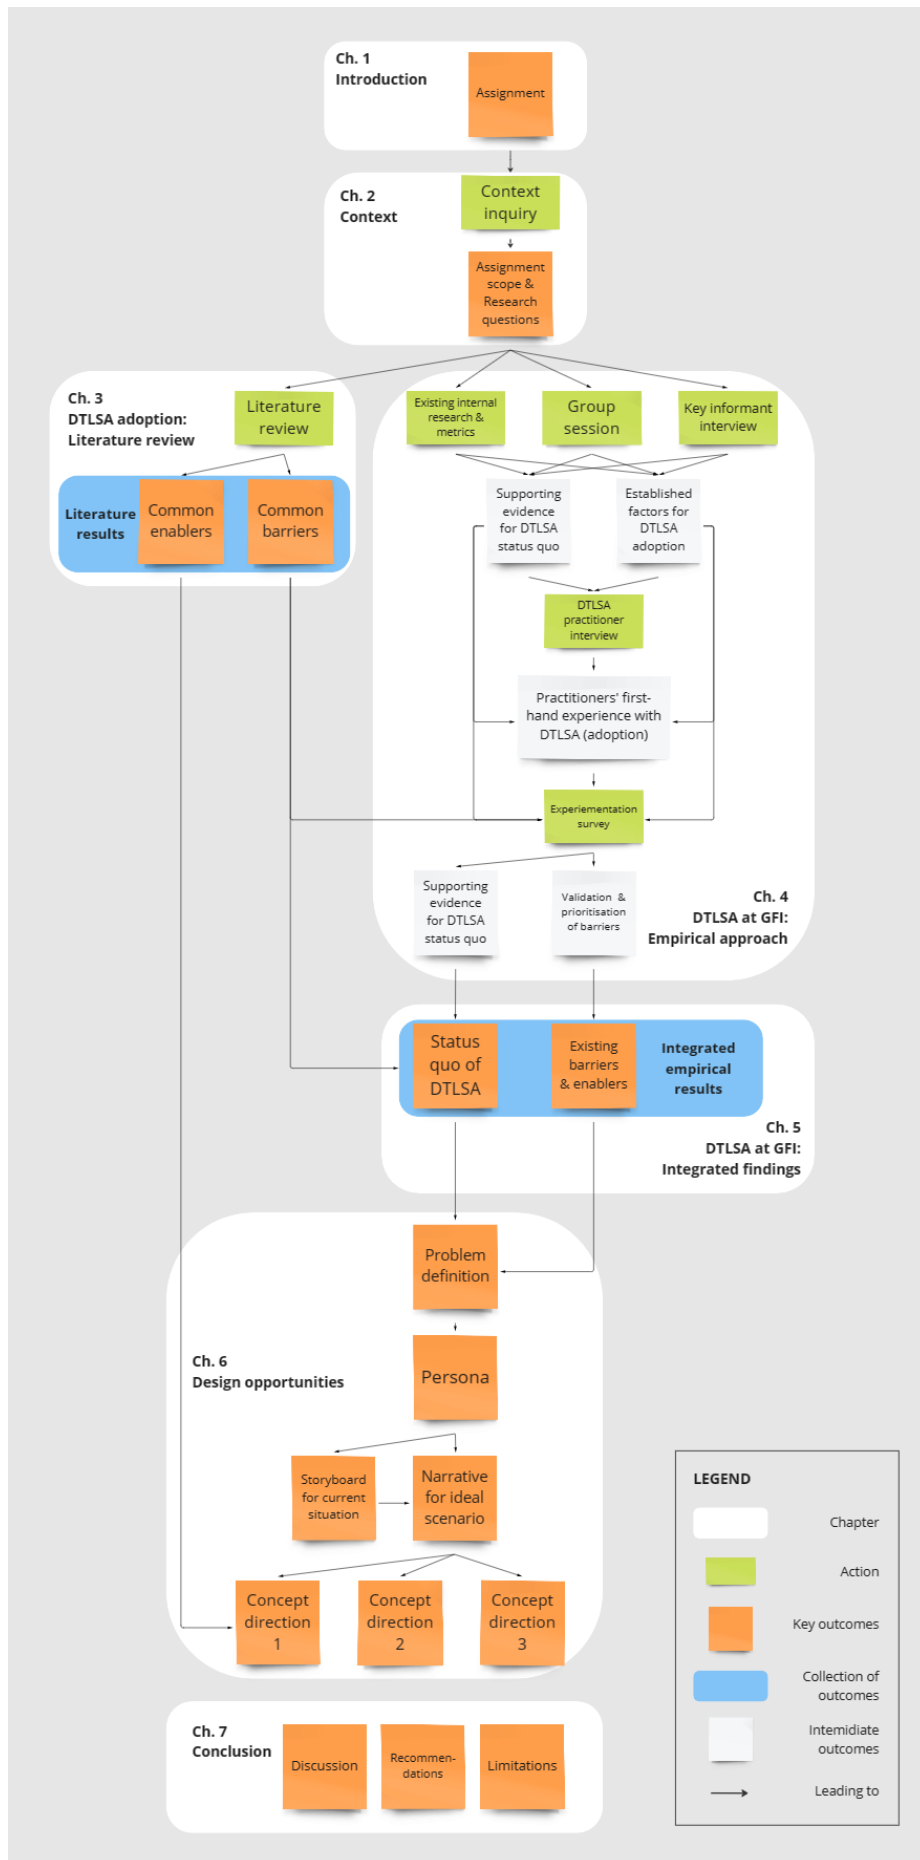 Ch. 1
Introduction
Assignment
Ch. 2
Context
Context
inquiry
Assignment
scope &
Research
questions
Ch. 3
DTLSA adoption:
Literature review
Literature
review
Literature
results
Common
enablers
Common
barriers
Existing internal
research &
metrics
Group
session
Key informant
interview
Supporting
evidence
for DTLSA
status quo
Established
factors for
DTLSA
adoption
DTLSA
practitioner
interview
Practitioners' first-
hand experience with
DTLSA (adoption)
Experiementation
survey
Supporting
evidence
for DTLSA
status quo
Validation &
prioritisation
of barriers
Ch. 4
DTLSA at GFI:
Empirical approach
Status
quo of
DTLSA
Existing
barriers
& enablers
Integrated
empirical
results
Ch. 5
DTLSA at GFI:
Integrated findings
Problem
definition
Persona
Ch. 6
Design opportunities
Storyboard
for current
situation
Narrative
for ideal
scenario
Concept
direction
1
Concept
direction
2
Concept
direction
3
Ch. 7
Conclusion
Discussion
Recommen-
dations
Limitations
LEGEND
Chapter
Action
Key outcomes
Collection of
outcomes
Intemidiate
outcomes
Leading to